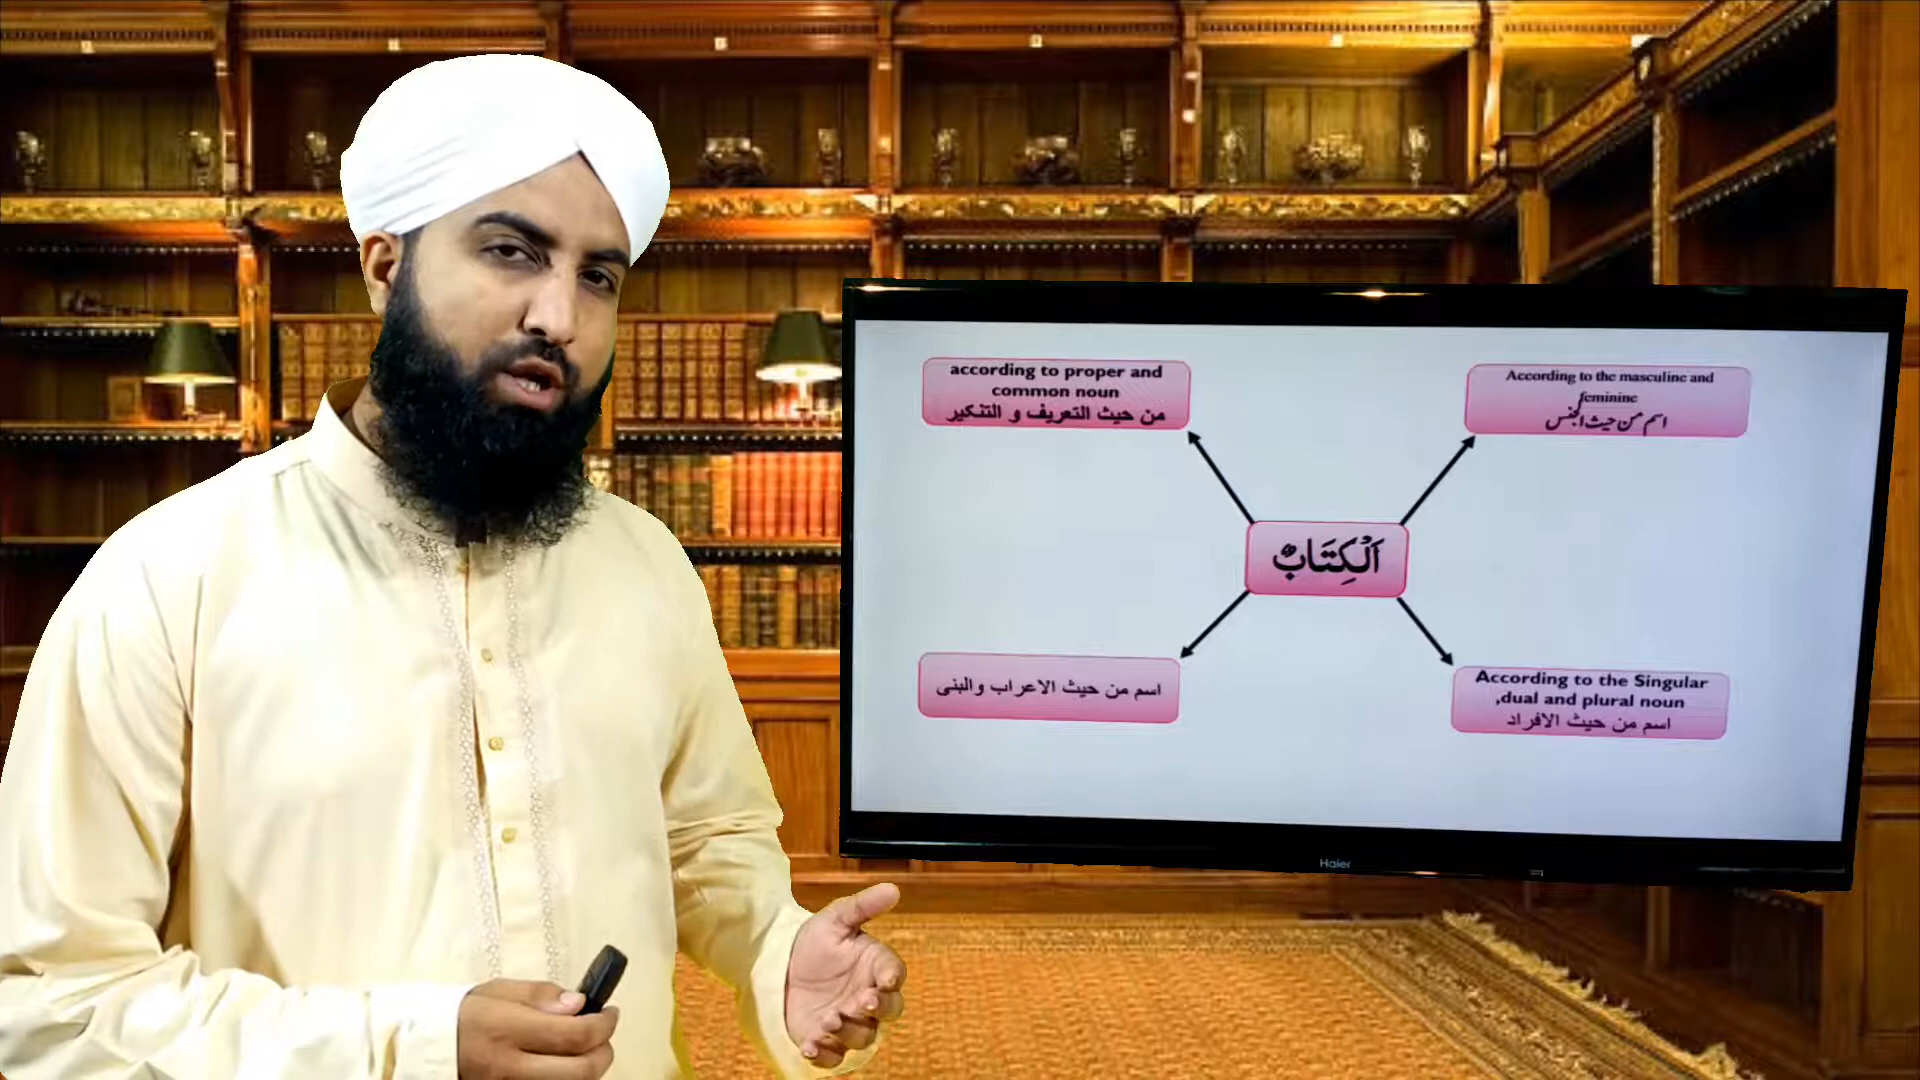 according to proper and
common noun
من حيث التعريف و التنكير
According to the masculine and
feminine
اسم من حیث الجنس
اَلْكِتَابٌ
اسم من حيث الاعراب والبنى
According to the Singular
,dual and plural noun
اسم من حيث الافراد
Haier